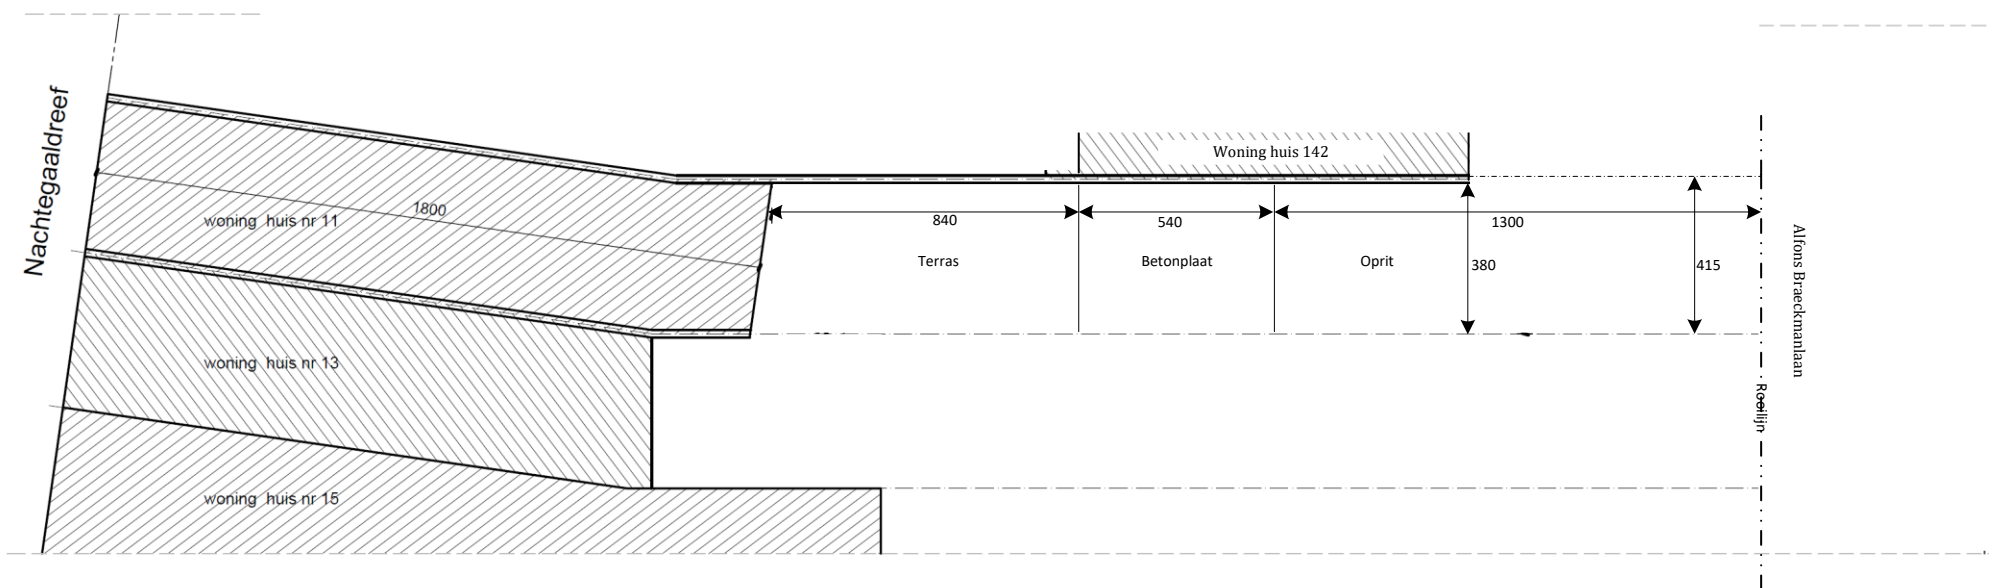 Nachtegaaldreef
woning huis nr 11
1800
woning huis nr 13
woning huis nr 15
Woning huis 142
840
540
1300
Terras
Betonplaat
Oprit
380
415
Alfons Braeckmanlaan
Rooilijn